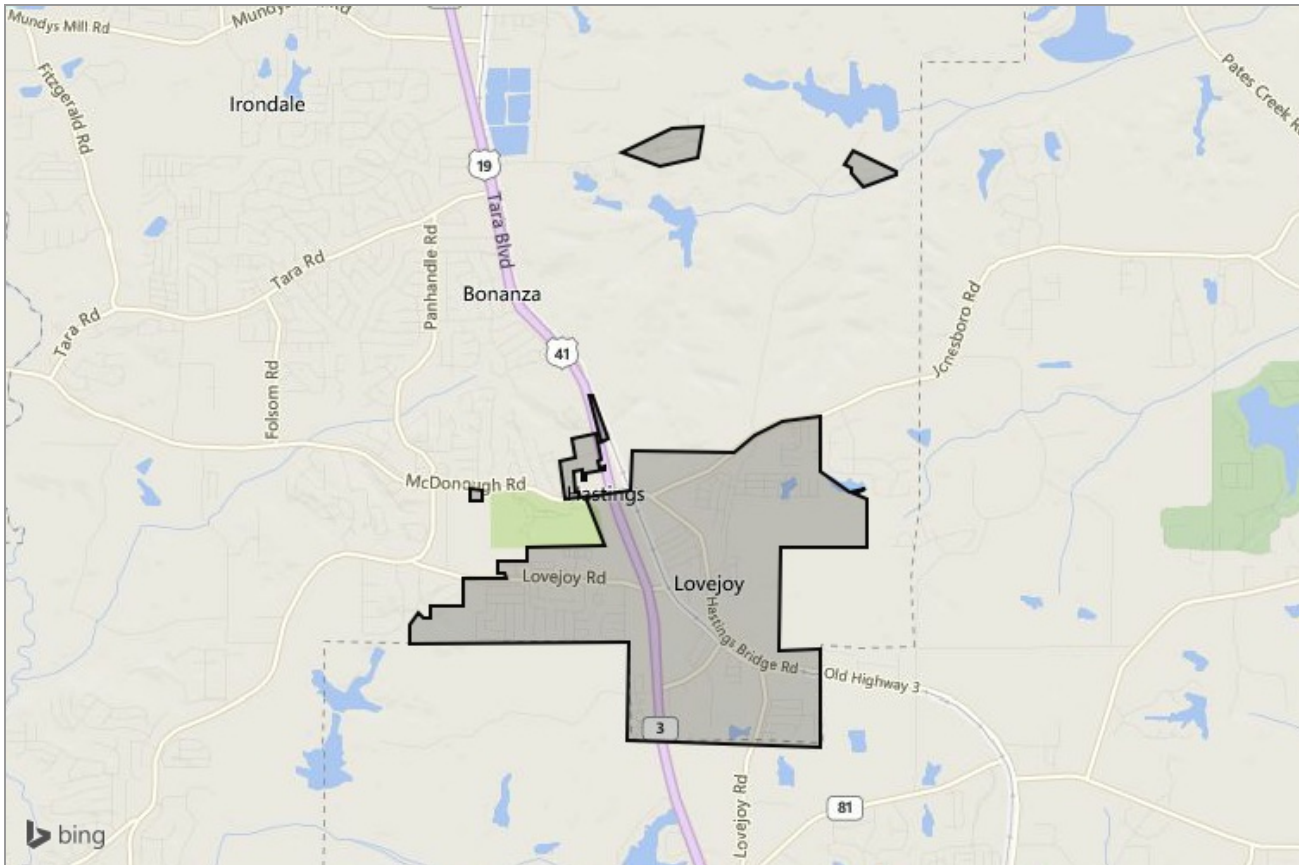 Mundys Mill Rd
Irondale
Fitzgerald Rd
Pates Creek
19
Tara Blvd
Tara Rd
Panhandle Rd
Bonanza
Tara Rd
41
Folsom Rd
Jonesboro Rd
McDonough Rd
Hastings
Lovejoy Rd
Lovejoy
Hastings Bridge Rd
Old Highway 3
3
Lovejoy Rd
81
bing